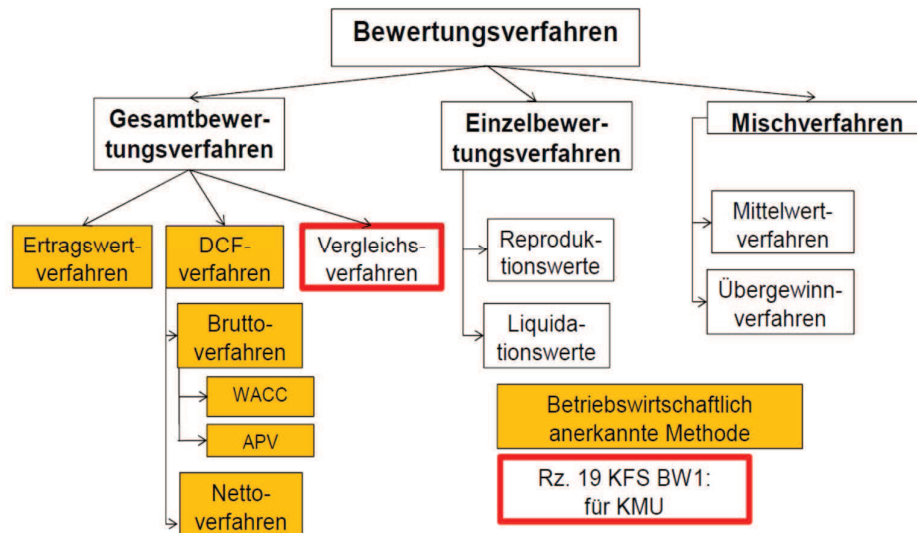 Bewertungsverfahren
Gesamtbewer-
tungsverfahren
Einzelbewer-
tungsverfahren
Mischverfahren
Ertragswert-
verfahren
DCF-
verfahren
Vergleichs-
verfahren
Brutto-
verfahren
WACC
APV
Netto-
verfahren
Reproduk-
tionswerte
Liquida-
tionswerte
Mittelwert-
verfahren
Übergewinn-
verfahren
Betriebswirtschaftlich
anerkannte Methode
Rz. 19 KFS BW1:
für KMU